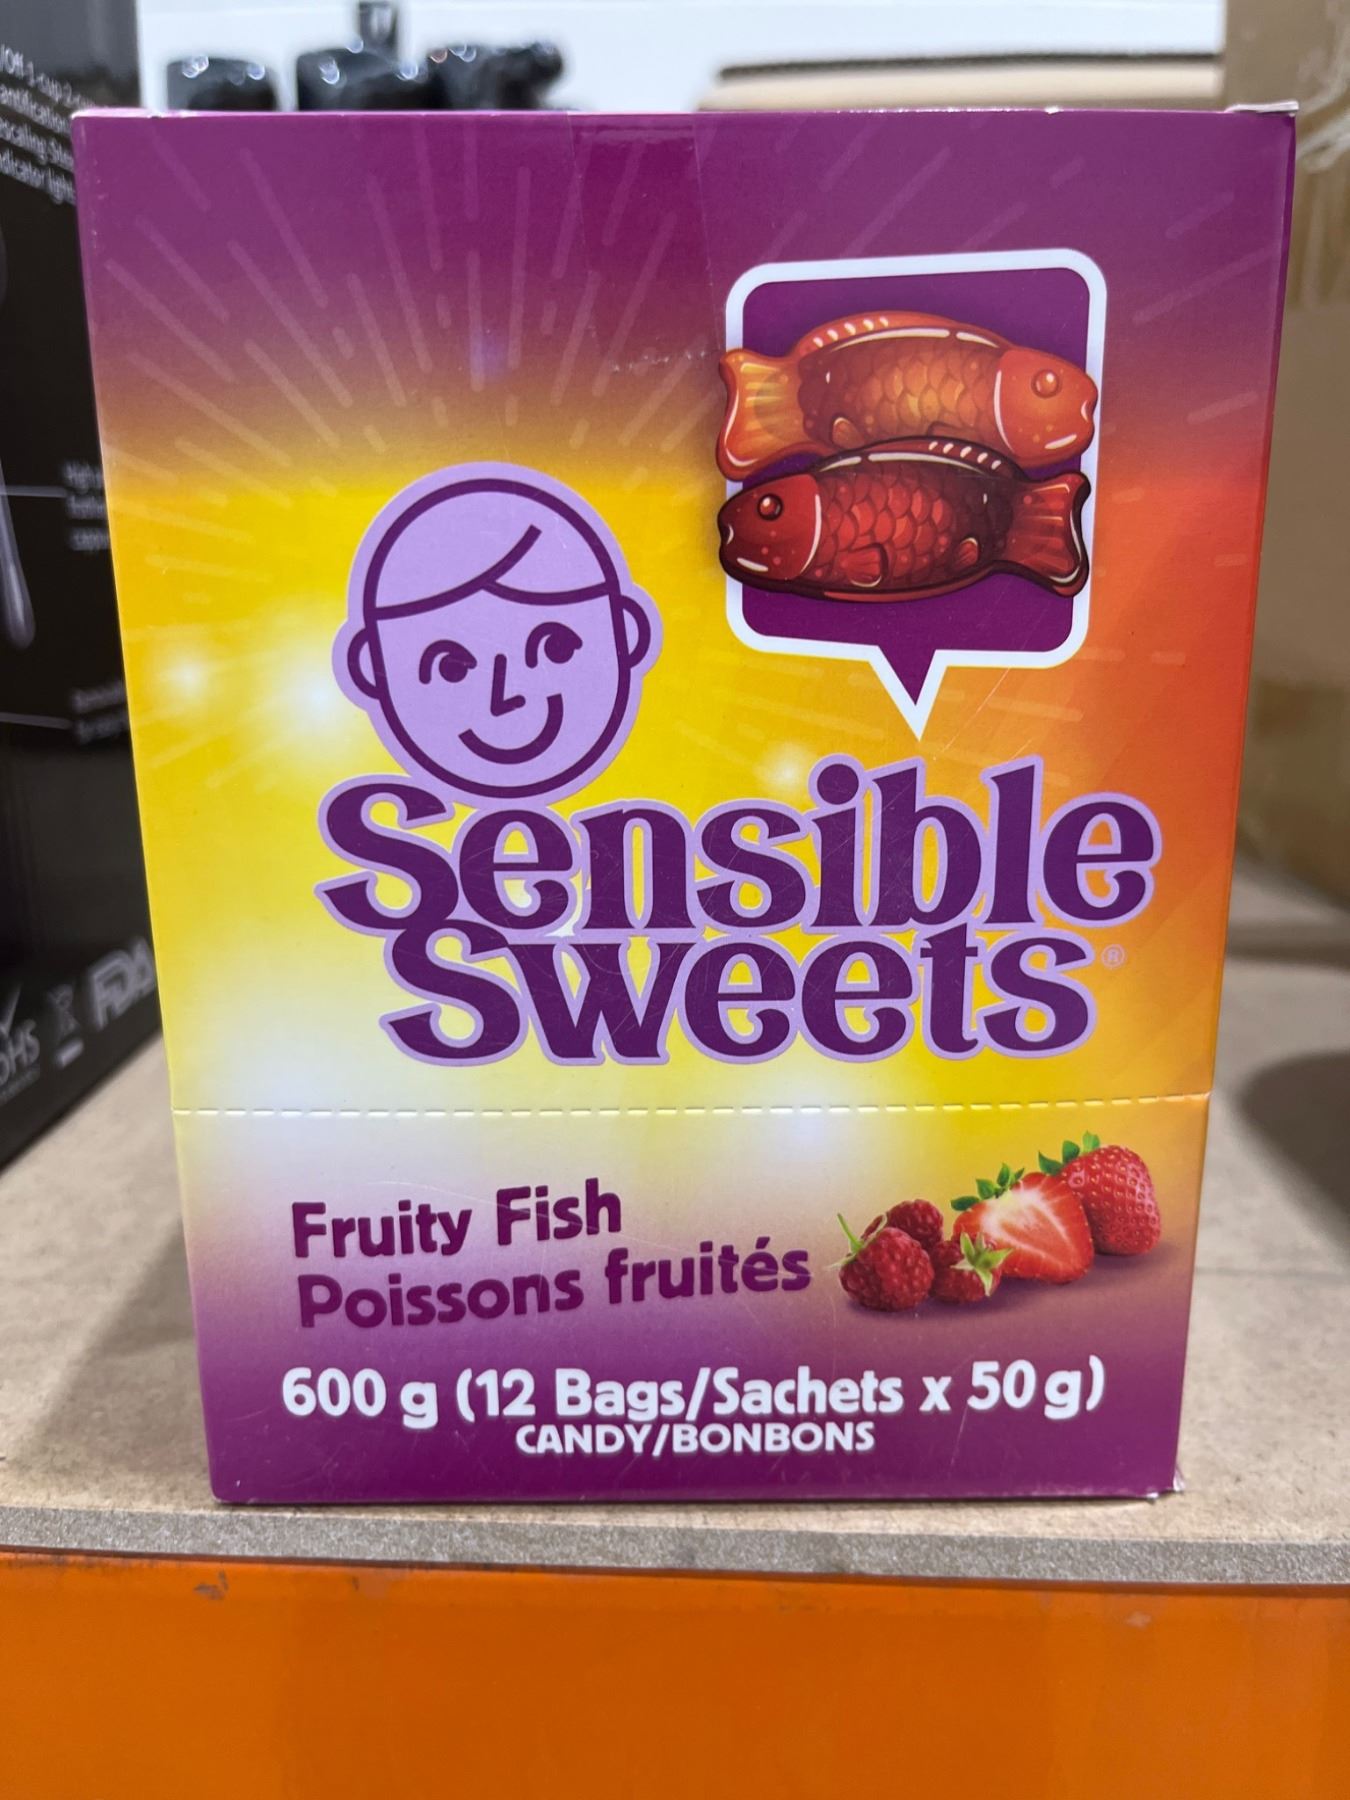 Sensible
Sweets®
Fruity Fish
Poissons fruités
600 g (12 Bags/Sachets x 50 g)
CANDY/BONBONS